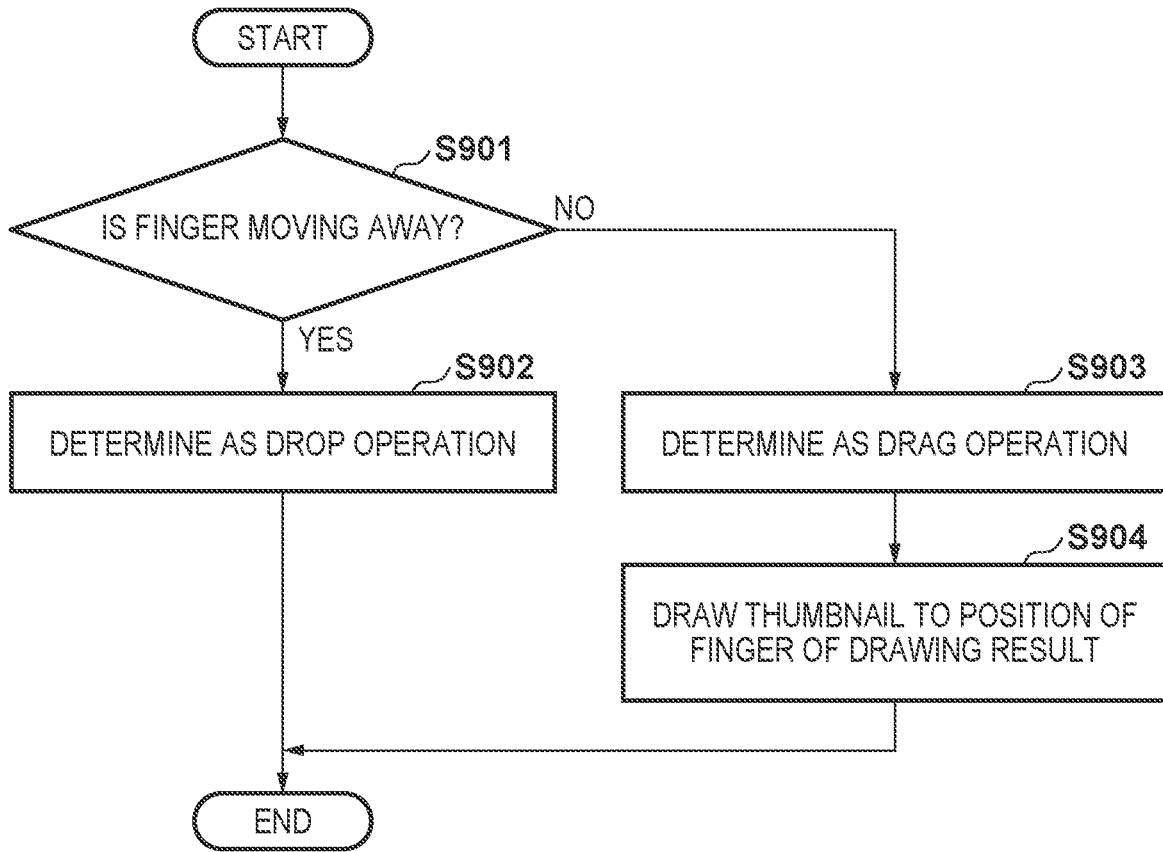 START
S901
IS FINGER MOVING AWAY?
NO
YES
S902
DETERMINE AS DROP OPERATION
S903
DETERMINE AS DRAG OPERATION
S904
DRAW THUMBNAIL TO POSITION OF
FINGER OF DRAWING RESULT
END